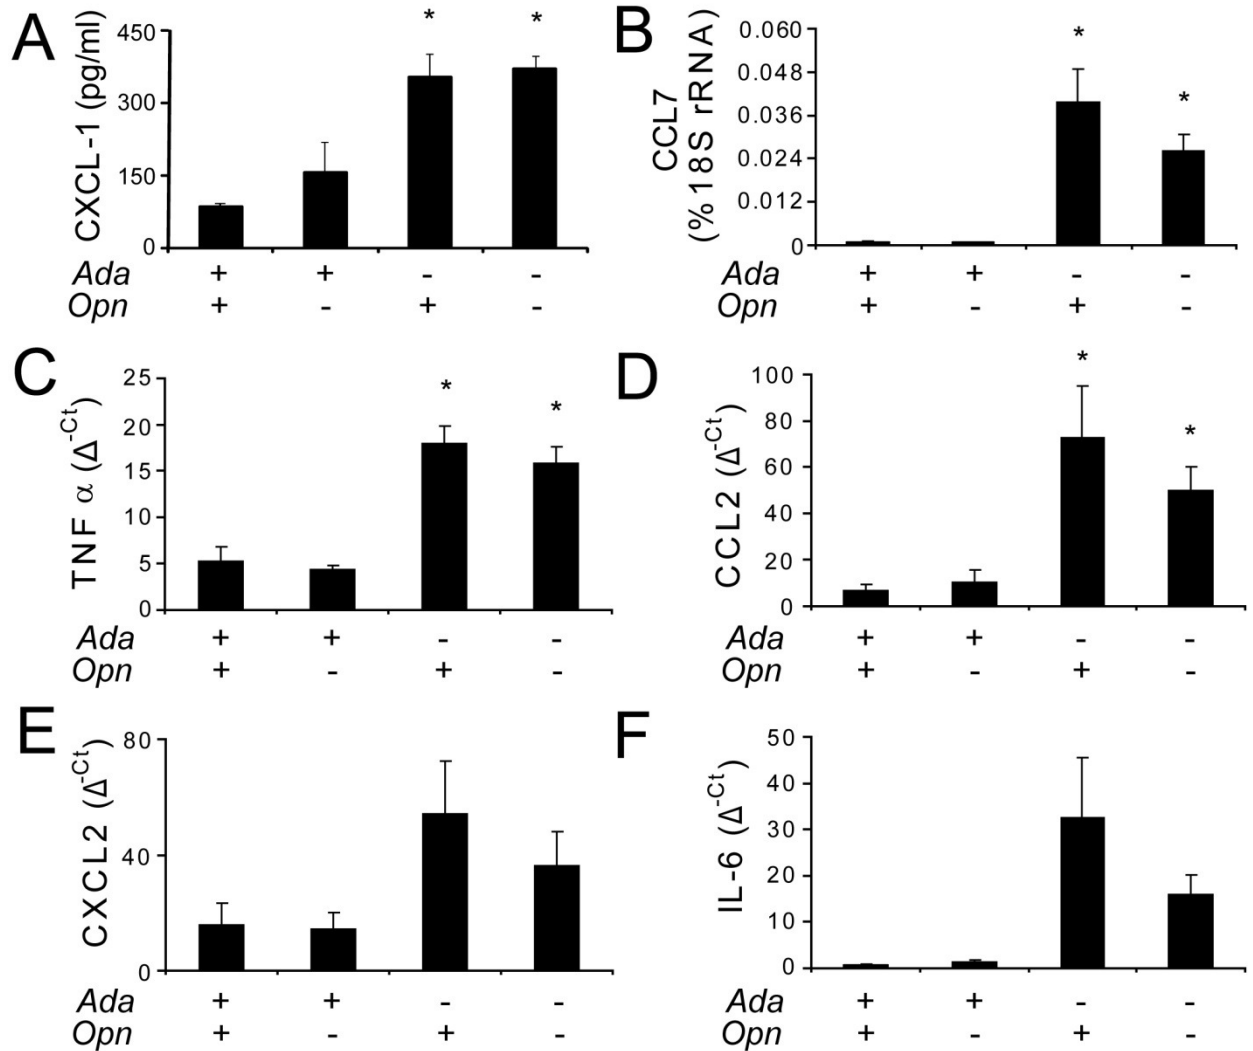 A
CXCL-1 (pg/ml)
450
300
150
0
*
*
Ada + + - -
Opn + - + -
B
CCL7
(%18S rRNA)
0.060
0.048
0.036
0.024
0.012
0
*
*
Ada + + - -
Opn + - + -
C
TNF α (Δ-Ct)
25
20
15
10
5
0
*
*
Ada + + - -
Opn + - + -
D
CCL2 (Δ-Ct)
100
80
60
40
20
0
*
*
Ada + + - -
Opn + - + -
E
CXCL2 (Δ-Ct)
80
40
0
Ada + + - -
Opn + - + -
F
IL-6 (Δ-Ct)
50
40
30
20
10
0
Ada + + - -
Opn + - + -